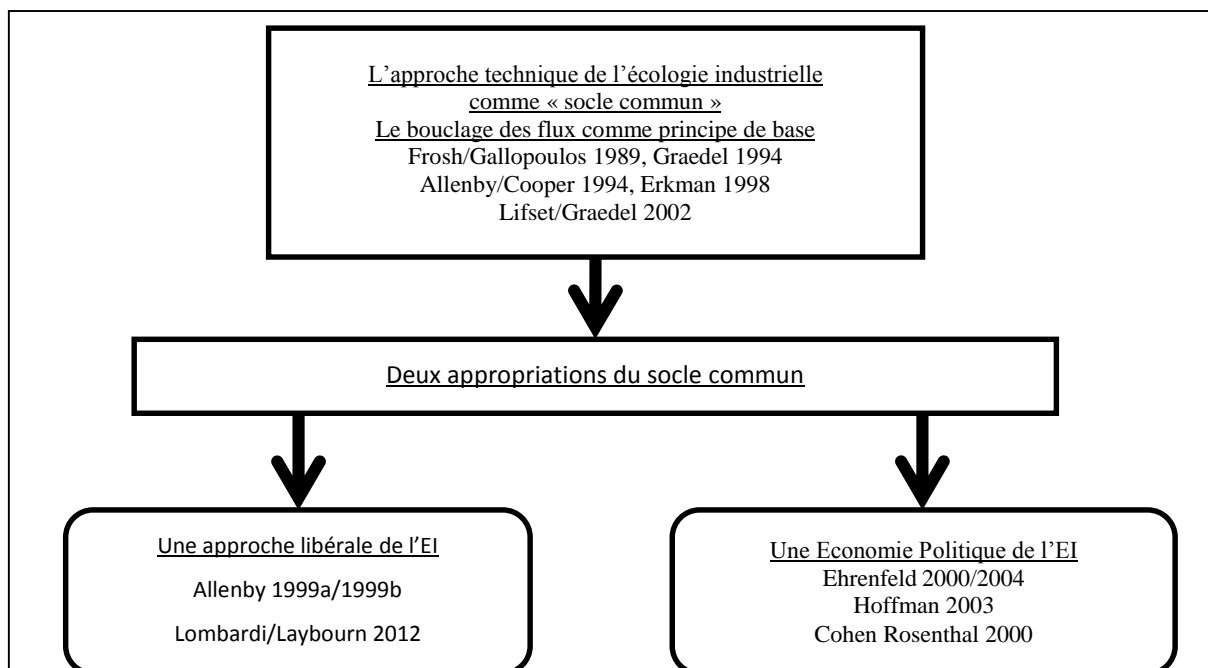 L’approche technique de l’écologie industrielle
comme « socle commun »
Le bouclage des flux comme principe de base
Frosh/Gallopoulos 1989, Graedel 1994
Allenby/Cooper 1994, Erkman 1998
Lifset/Graedel 2002
Deux appropriations du socle commun
Une approche libérale de l’EI
Allenby 1999a/1999b
Lombardi/Laybourn 2012
Une Economie Politique de l’EI
Ehrenfeld 2000/2004
Hoffman 2003
Cohen Rosenthal 2000